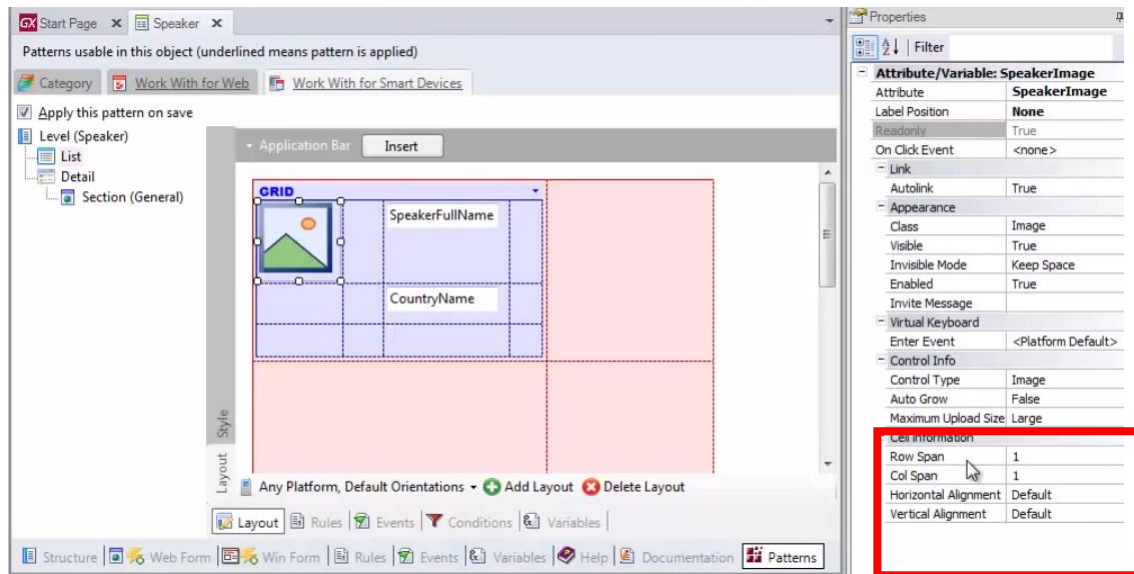 GX Start Page x Speaker x
Patterns usable in this object (underlined means pattern is applied)
Category Work With for Web Work With for Smart Devices
Apply this pattern on save
Level (Speaker)
List
Detail
Section (General)
Application Bar Insert
GRID
SpeakerFullName
CountryName
Style
Layout
Any Platform, Default Orientations Add Layout Delete Layout
Layout Rules Events Conditions Variables
Structure Web Form Win Form Rules Events Variables Help Documentation Patterns
Properties
Filter
Attribute/Variable: SpeakerImage
Attribute SpeakerImage
Label Position None
Readonly True
On Click Event <none>
Link
Autolink True
Appearance
Class Image
Visible True
Invisible Mode Keep Space
Enabled True
Invite Message
Virtual Keyboard
Enter Event <Platform Default>
Control Info
Control Type Image
Auto Grow False
Maximum Upload Size Large
Cell Information
Row Span 1
Col Span 1
Horizontal Alignment Default
Vertical Alignment Default